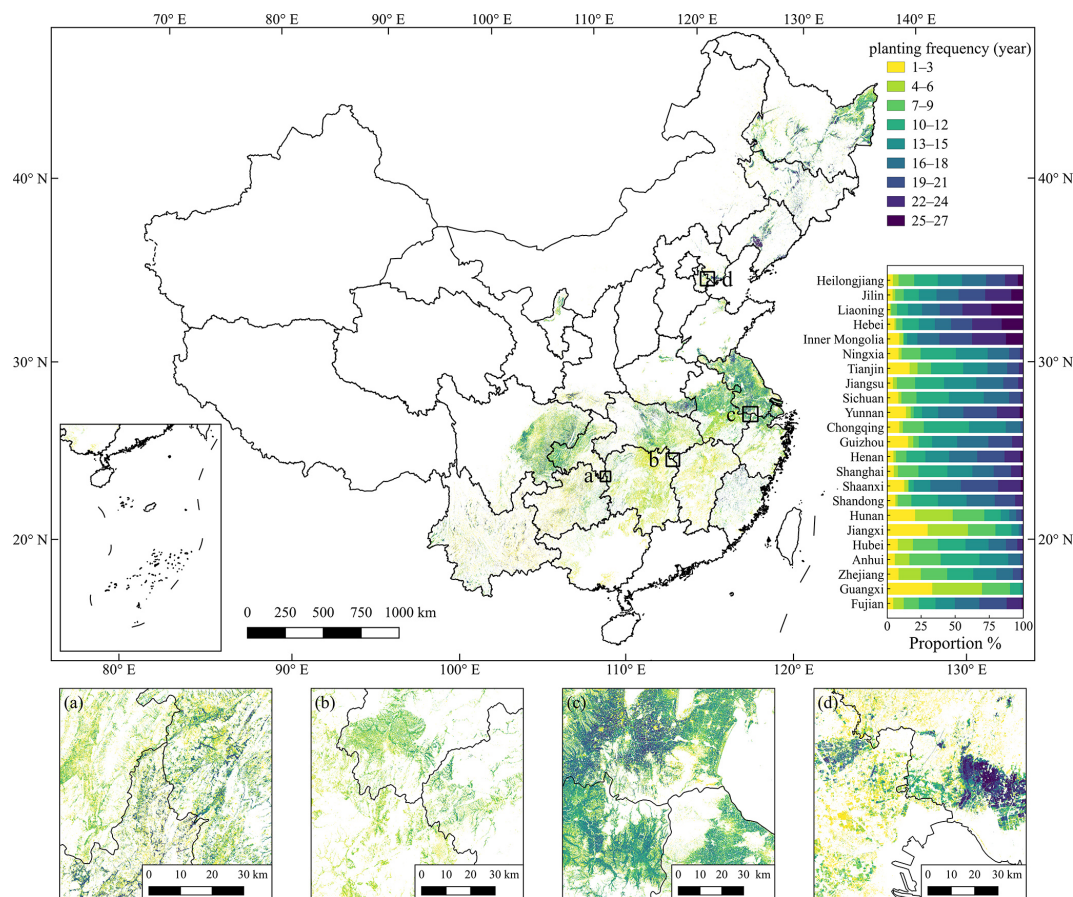 70° E 80° E 90° E 100° E 110° E 120° E 130° E 140° E
planting frequency (year)
1–3
4–6
7–9
10–12
13–15
16–18
19–21
22–24
25–27
40° N 40° N
30° N 30° N
20° N 20° N
a
b
c
d
Heilongjiang
Jilin
Liaoning
Hebei
Inner Mongolia
Ningxia
Tianjin
Jiangsu
Sichuan
Yunnan
Chongqing
Guizhou
Henan
Shanghai
Shaanxi
Shandong
Hunan
Jiangxi
Hubei
Anhui
Zhejiang
Guangxi
Fujian
0 25 50 75 100
Proportion %
0 250 500 750 1000 km
80° E 90° E 100° E 110° E 120° E 130° E
(a) (b) (c) (d)
0 10 20 30 km
0 10 20 30 km
0 10 20 30 km
0 10 20 30 km